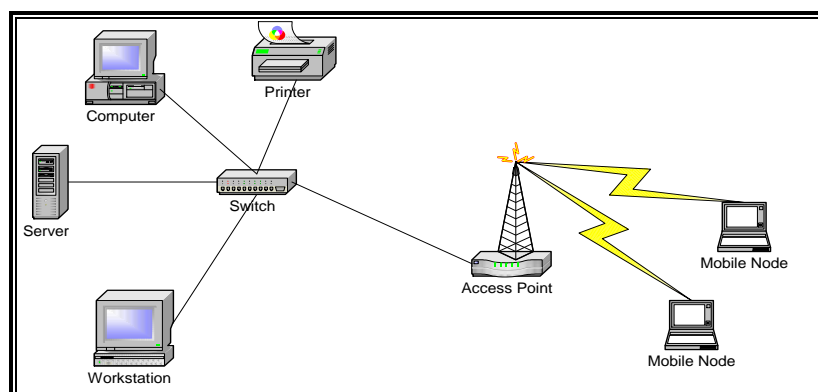 Printer
Computer
Switch
Server
Mobile Node
Access Point
Mobile Node
Workstation